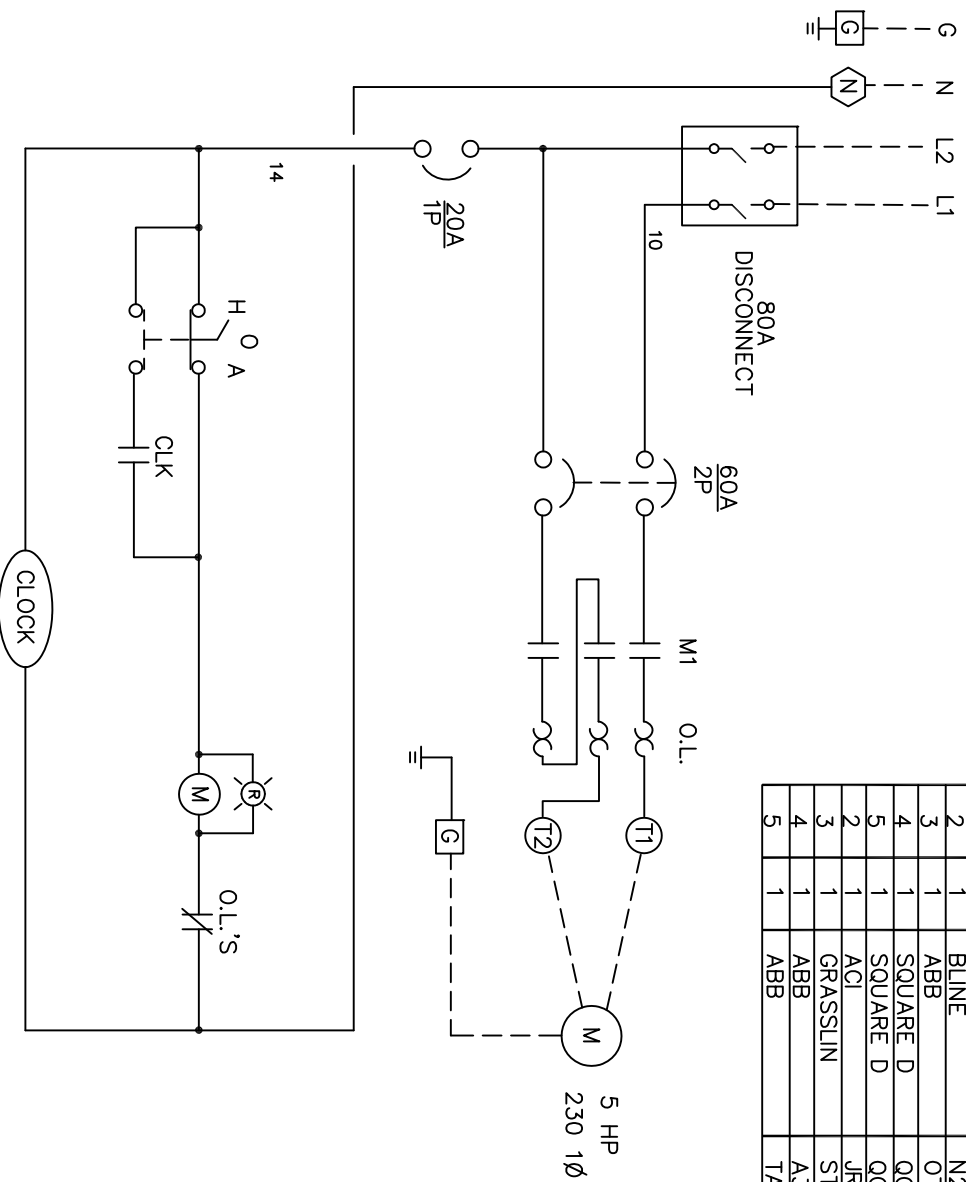 G
N
L2
L1
80A
DISCONNECT
10
60A
2P
M1
O.L.
T1
T2
M
5 HP
230 1Ø
G
G
N
20A
1P
14
H
O
A
CLK
R
M
O.L.'S
CLOCK
2 1 BLINE
3 1 ABB
4 1 SQUARE D
5 1 SQUARE D
2 1 ACI
3 1 GRASSLIN
4 1 ABB
5 1 ABB